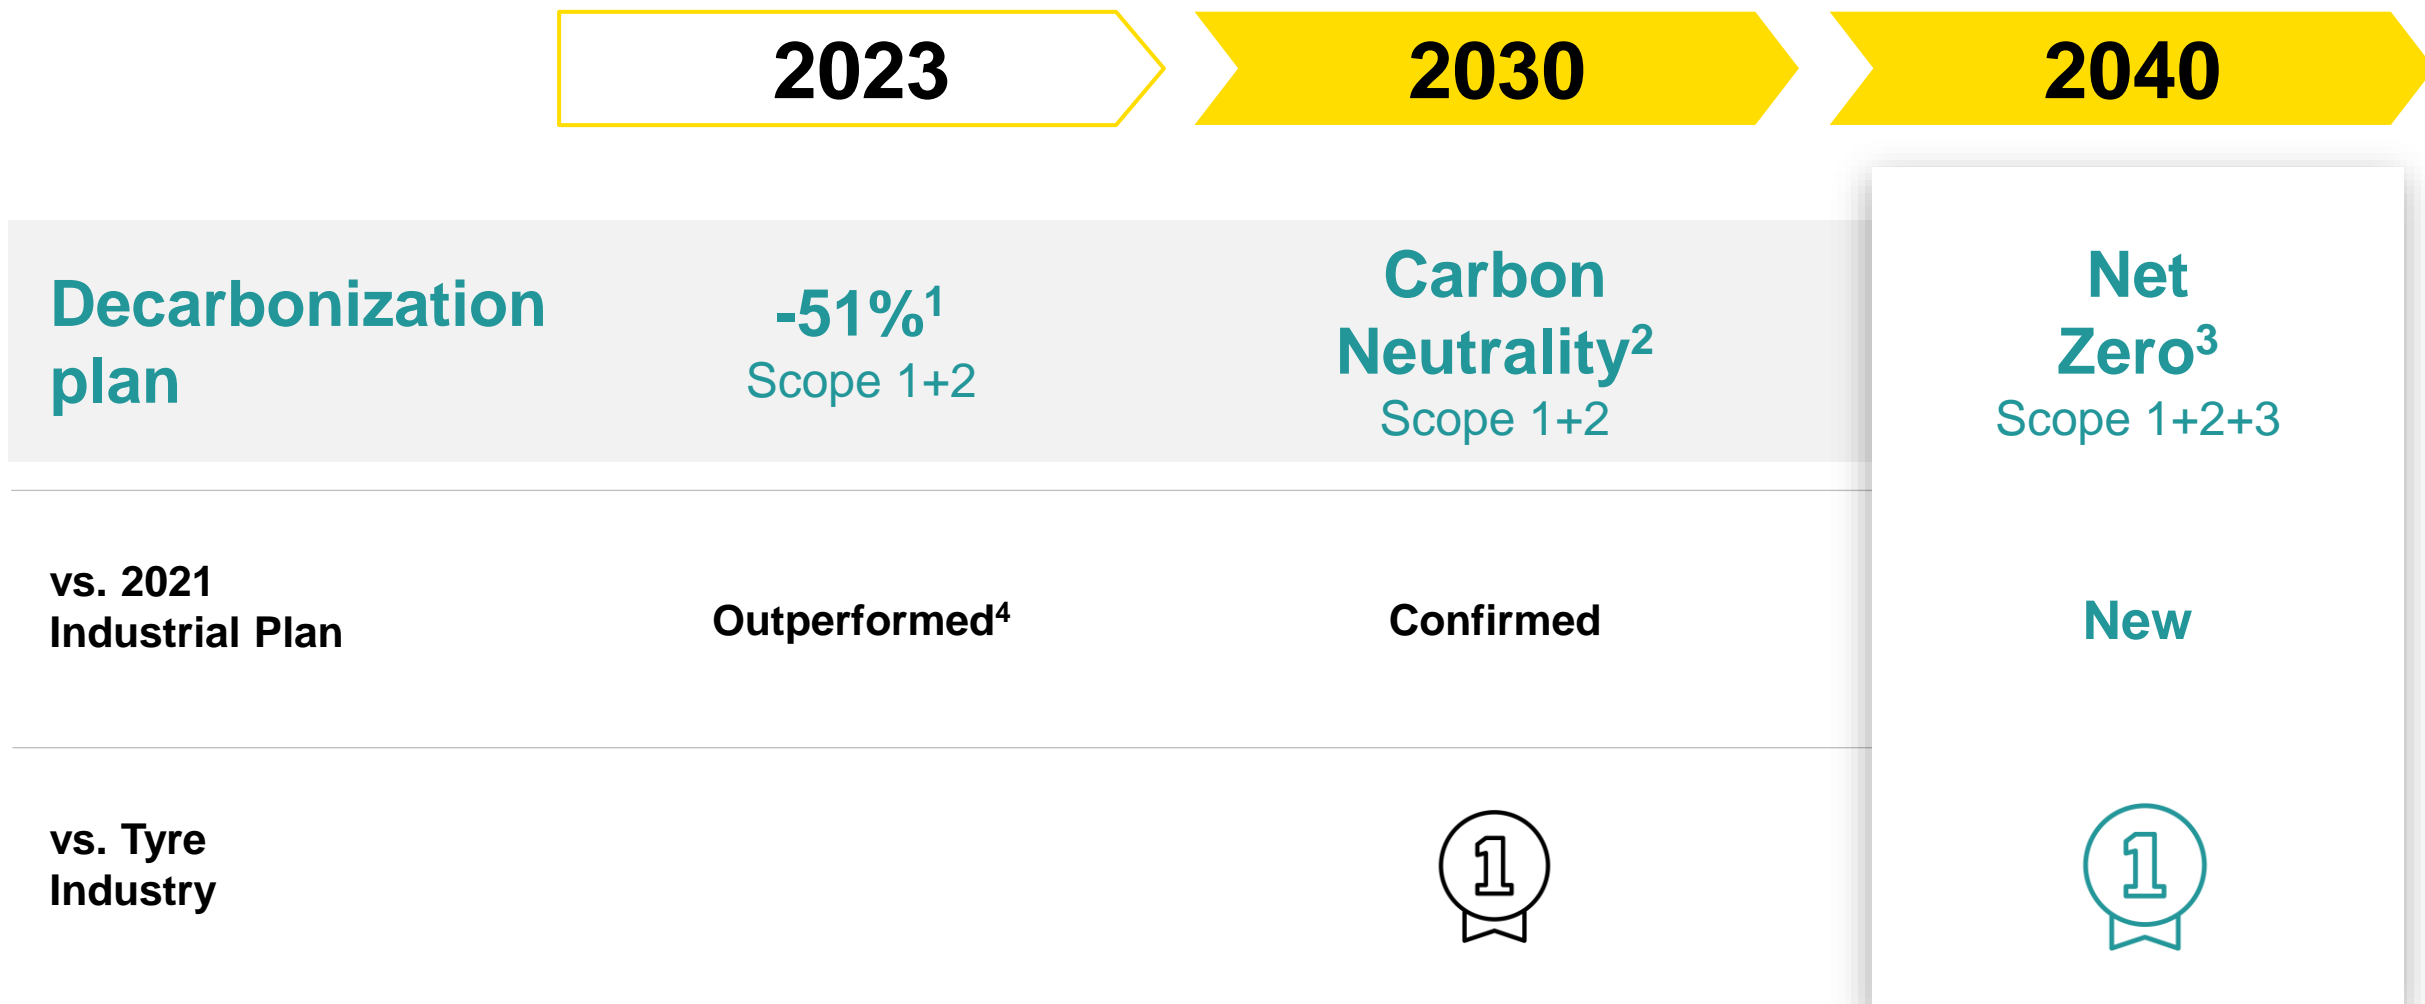 2023
2030
2040
Decarbonization
plan
-51%¹
Scope 1+2
Carbon
Neutrality²
Scope 1+2
Net
Zero³
Scope 1+2+3
vs. 2021
Industrial Plan
Outperformed⁴
Confirmed
New
vs. Tyre
Industry
1
1